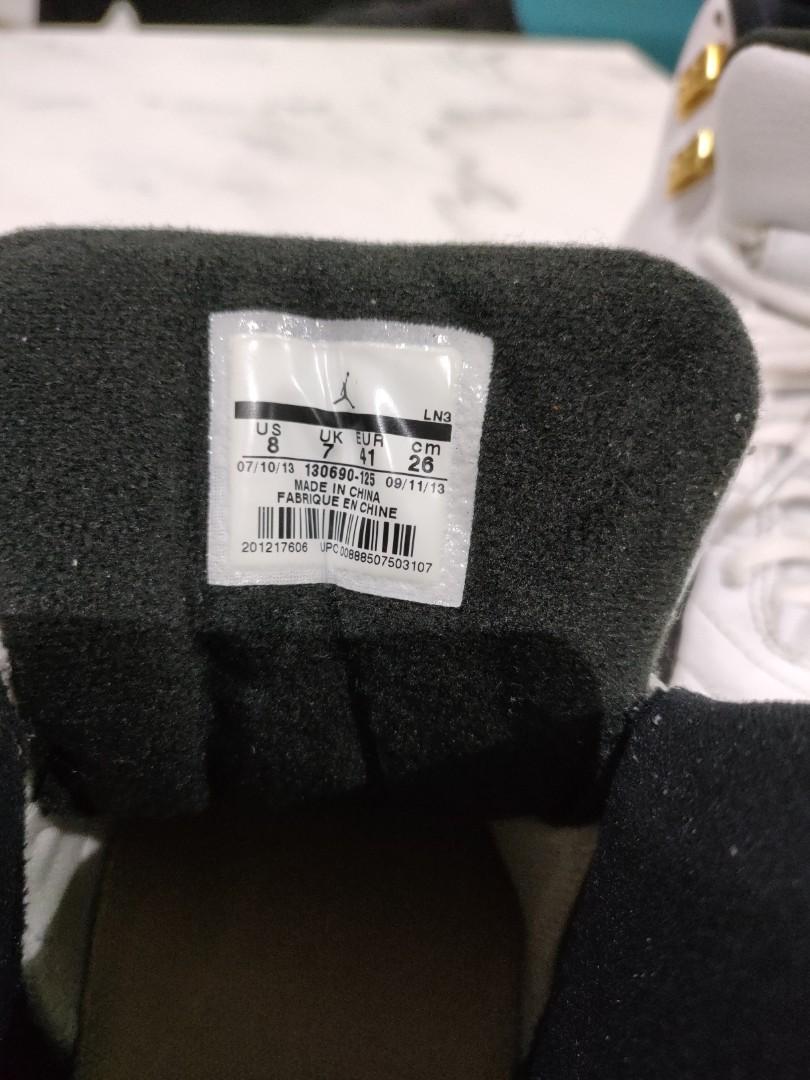 LN3
US UK EUR cm
8 7 41 26
07/10/13 130690-125 09/11/13
MADE IN CHINA
FABRIQUE EN CHINE
201217606 UPC 00888507503107